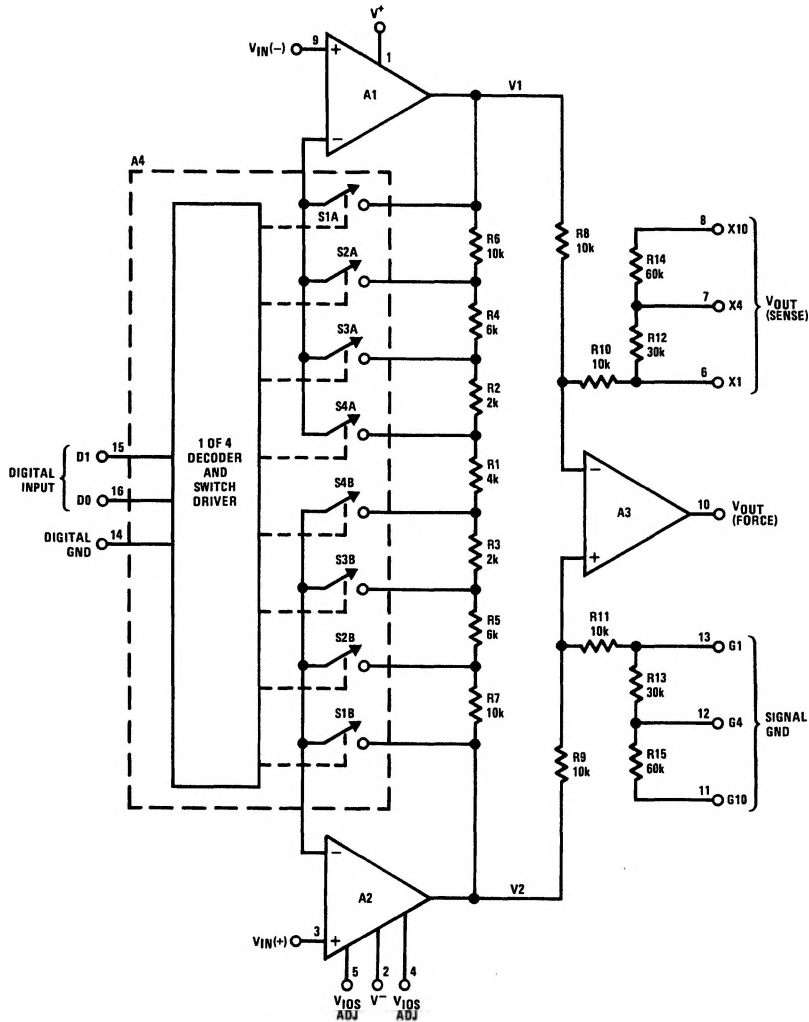 V+
VIN(–)
9
+
1
A1
V1
–
A4
S1A
R6
10k
R8
10k
8
X10
R14
60k
S2A
R4
6k
7
X4
VOUT
(SENSE)
S3A
R12
30k
R10
10k
R2
2k
6
X1
S4A
1 OF 4
DECODER
AND
SWITCH
DRIVER
DIGITAL
INPUT
D1
15
D0
16
DIGITAL
GND
14
R1
4k
–
A3
10
VOUT
(FORCE)
+
S4B
R3
2k
S3B
R5
6k
R11
10k
13
G1
S2B
R13
30k
12
G4
SIGNAL
GND
R7
10k
S1B
R9
10k
R15
60k
11
G10
–
A2
V2
VIN(+)
3
+
5
2
4
VIOS
ADJ
V–
VIOS
ADJ